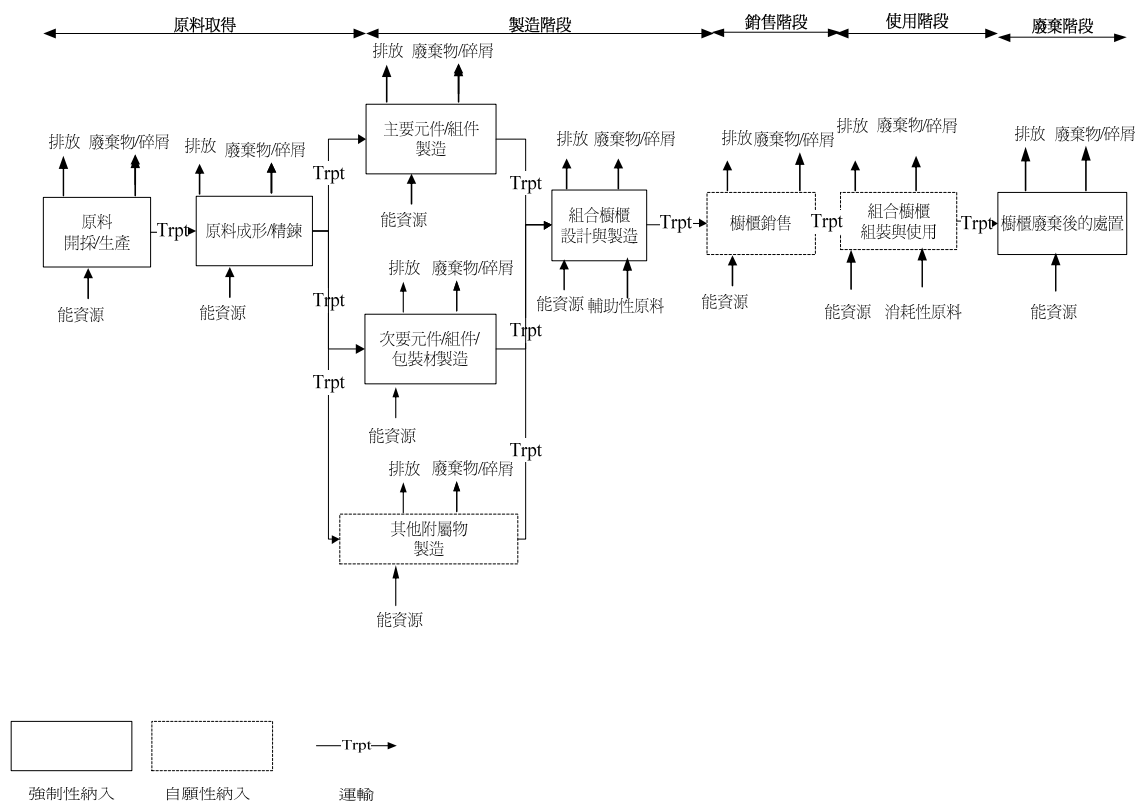 原料取得
製造階段
銷售階段
使用階段
廢棄階段
排放 廢棄物/碎屑
主要元件/組件
製造
能資源
排放 廢棄物/碎屑
原料
開採/生產
能資源
Trpt
排放 廢棄物/碎屑
原料成形/精鍊
能資源
Trpt
Trpt
Trpt
排放 廢棄物/碎屑
次要元件/組件/
包裝材製造
能資源
排放 廢棄物/碎屑
其他附屬物
製造
能資源
Trpt
Trpt
Trpt
排放 廢棄物/碎屑
組合櫥櫃
設計與製造
能資源 輔助性原料
Trpt
排放 廢棄物/碎屑
櫥櫃銷售
能資源
Trpt
排放 廢棄物/碎屑
組合櫥櫃
組裝與使用
能資源 消耗性原料
Trpt
排放 廢棄物/碎屑
櫥櫃廢棄後的處置
能資源
Trpt
強制性納入
自願性納入
運輸